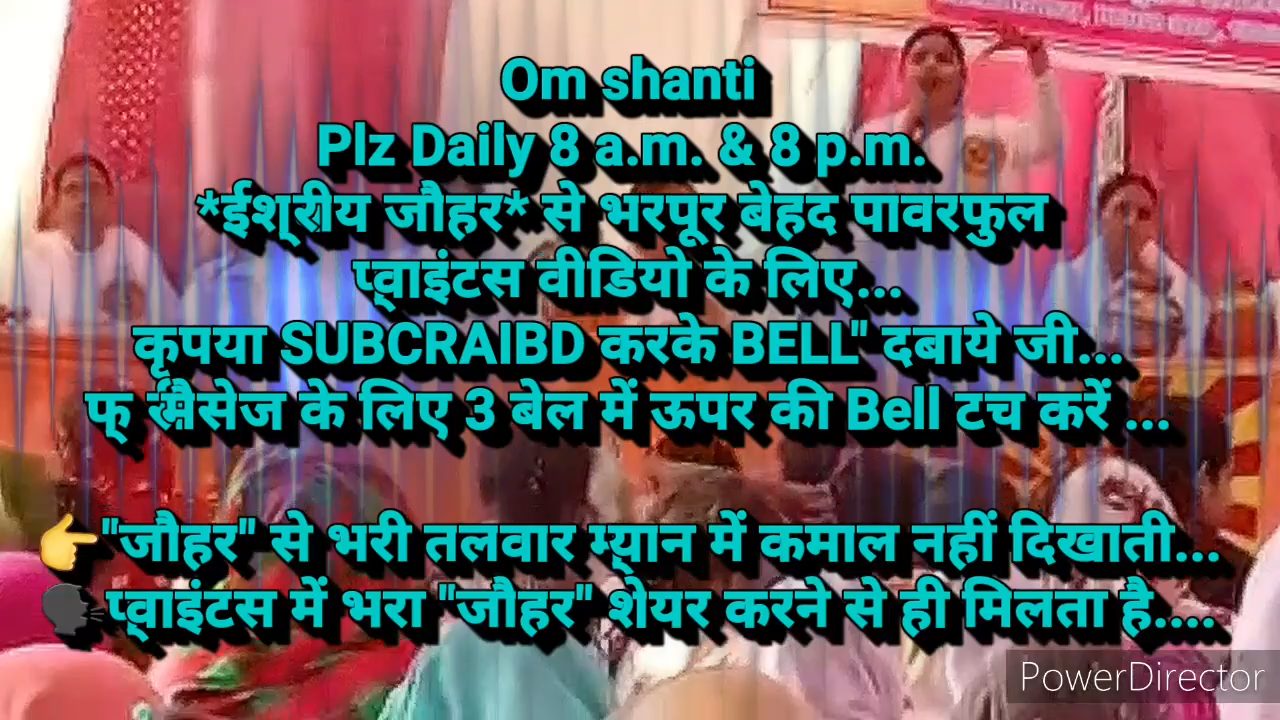 Om shanti
Plz Daily 8 a.m. & 8 p.m.
*ईश्रीय जौहर* से भरपूर बेहद पावरफुल
प्वाइंटस वीडियो के लिए...
कृपया SUBCRAIBD करके BELL" दबाये जी...
के लिए 3 बेल में ऊपर की Bell टच करें ...
👉"जौहर" से भरी तलवार ग्यान में कमाल नहीं दिखाती...
🗣प्वाइंटस में भरा "जौहर" शेयर करने से ही मिलता है....
PowerDirector